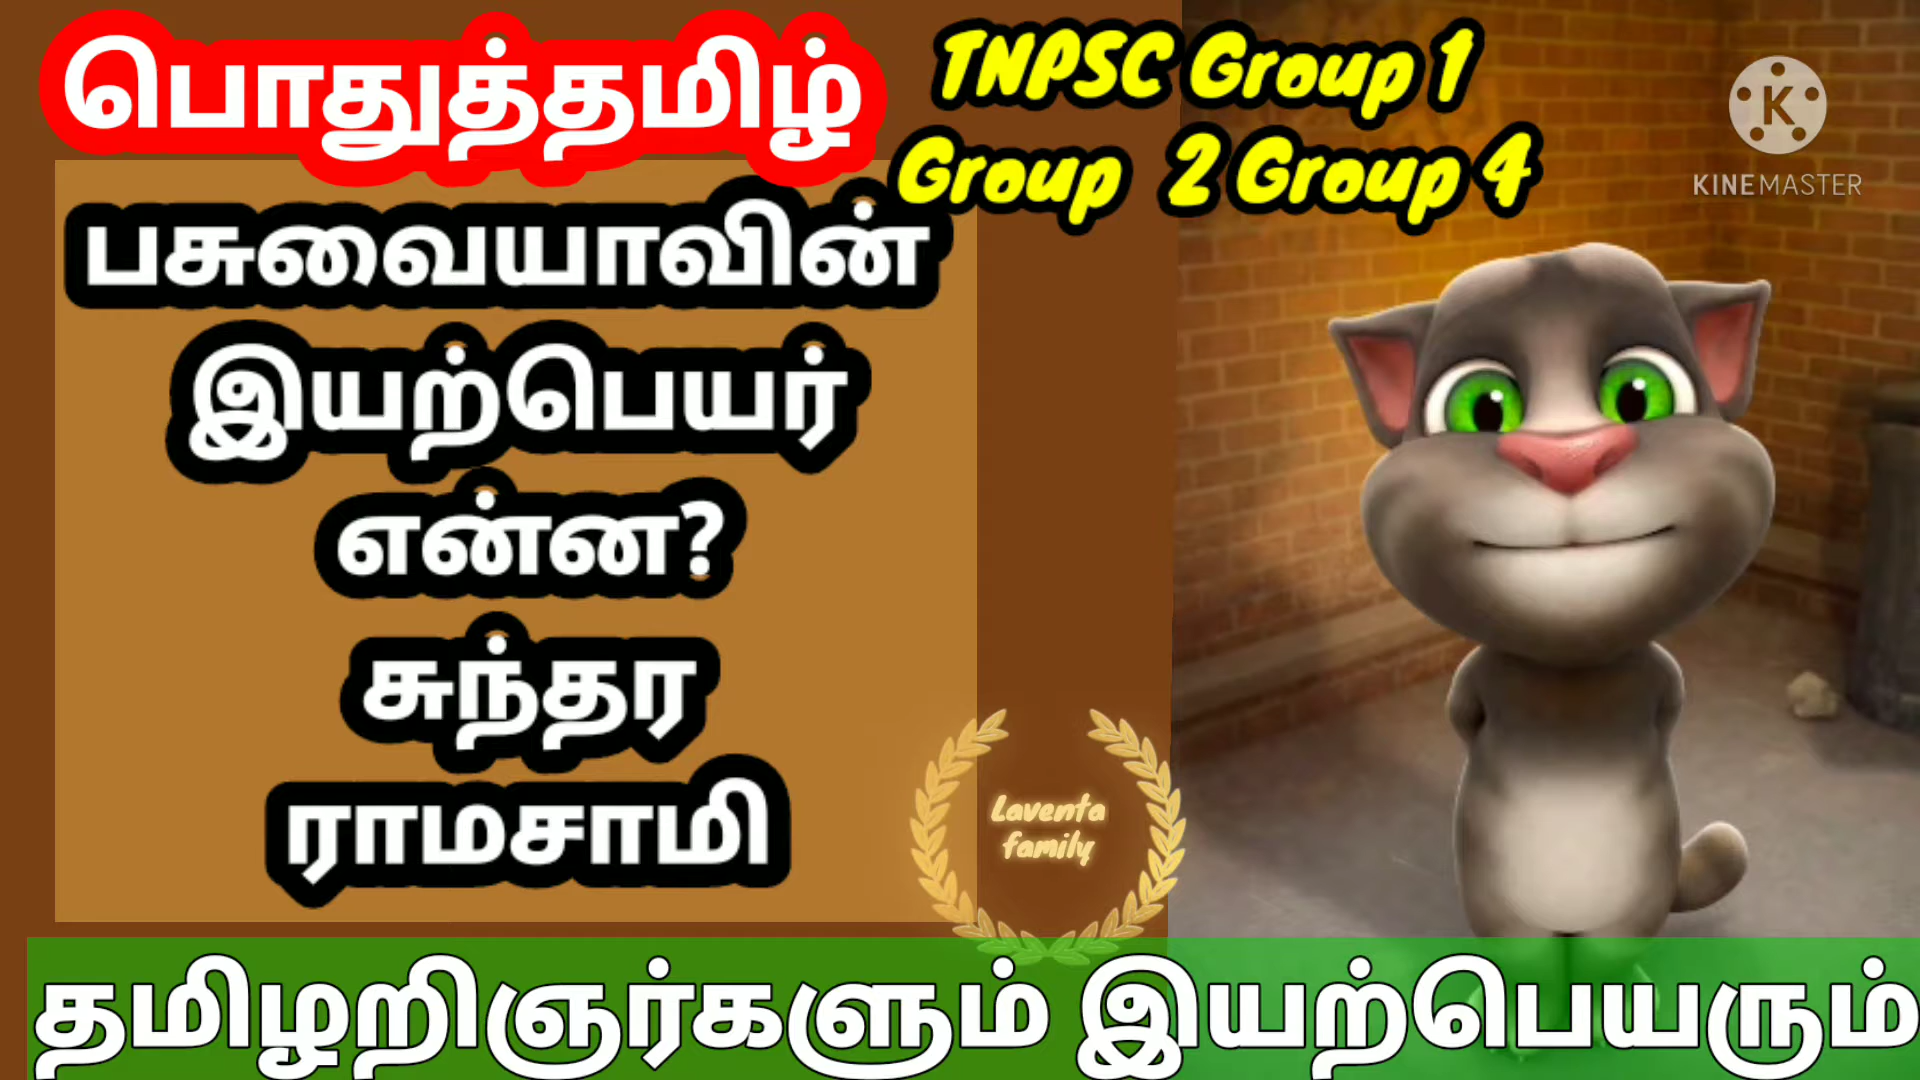 பொதுத்தமிழ்
TNPSC Group 1
Group 2 Group 4
K
KINEMASTER
பசுவையாவின்
இயற்பெயர்
என்ன?
சுந்தர
ராமசாமி
Laventa
family
தமிழறிஞர்களும் இயற்பெயரும்